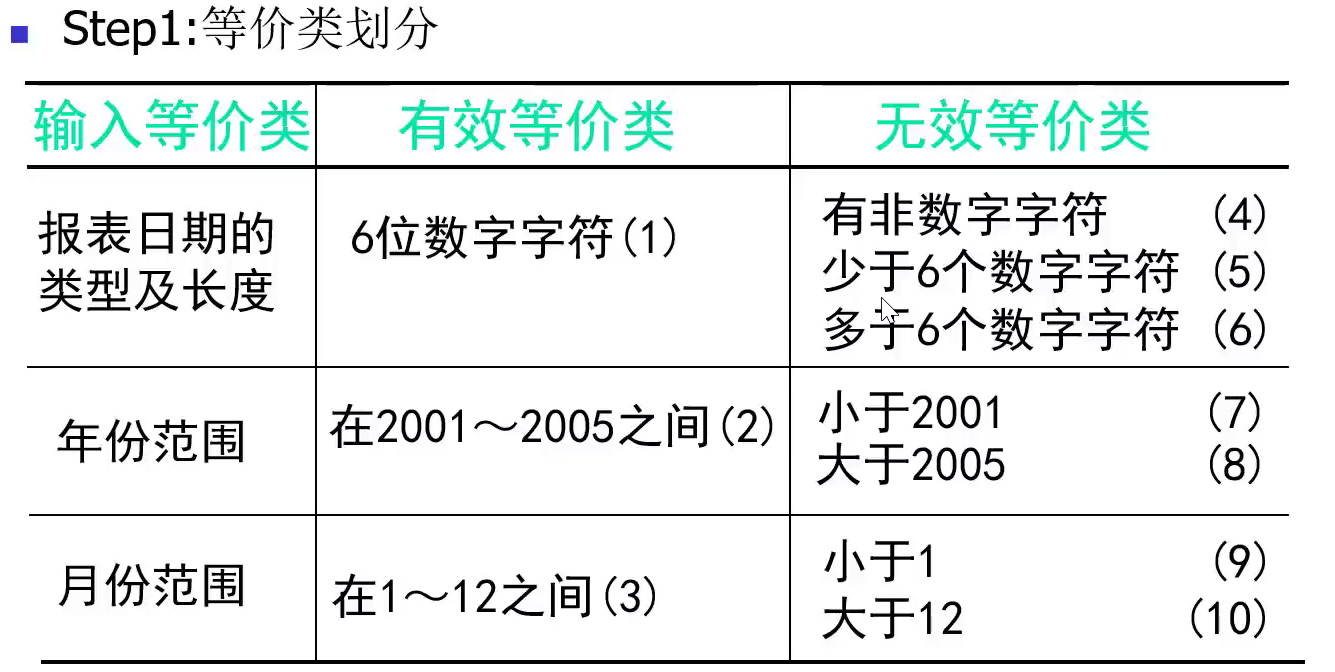 Step1:等价类划分
输入等价类 有效等价类 无效等价类
报表日期的
类型及长度
6位数字字符(1)
有非数字字符 (4)
少于6个数字字符 (5)
多于6个数字字符 (6)
年份范围
在2001～2005之间(2)
小于2001 (7)
大于2005 (8)
月份范围
在1～12之间(3)
小于1 (9)
大于12 (10)